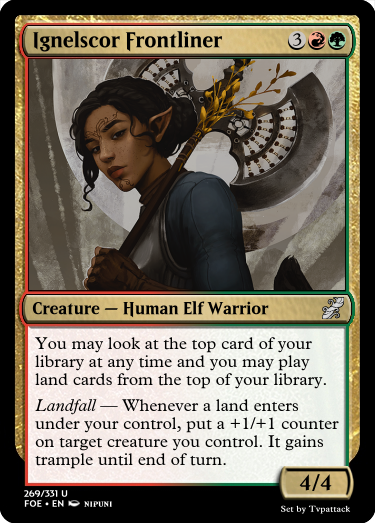 Ignelscor Frontliner 3
Creature — Human Elf Warrior
You may look at the top card of your
library at any time and you may play
land cards from the top of your library.
Landfall — Whenever a land enters
under your control, put a +1/+1 counter
on target creature you control. It gains
trample until end of turn.
4/4
269/331 U
FOE • EN NIPUNI
Set by Tvpattack